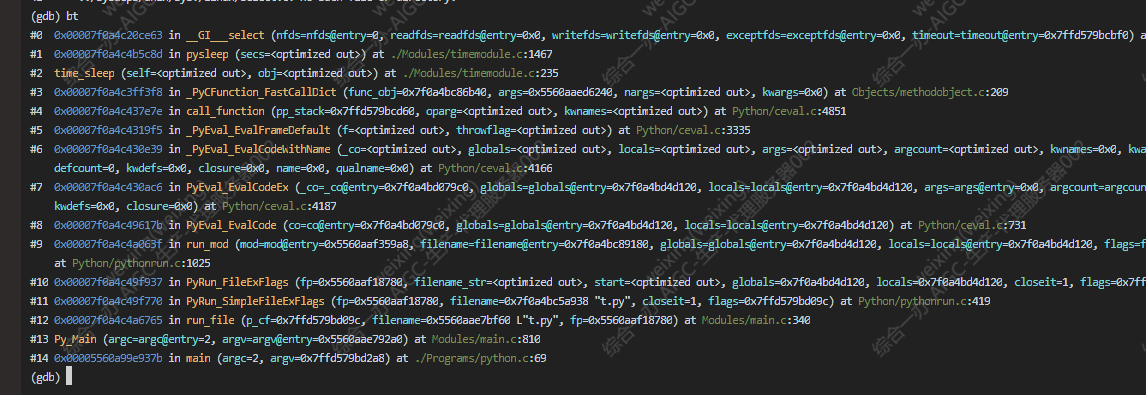 (gdb) bt
#0 0x00007f0a4c20ce63 in __GI___select (nfds=nfds@entry=0, readfds=readfds@entry=0x0, writefds=writefds@entry=0x0, exceptfds=exceptfds@entry=0x0, timeout=timeout@entry=0x7ffd579bcbf0) a
#1 0x00007f0a4c4b5c8d in pysleep (secs=<optimized out>) at ./Modules/timemodule.c:1467
#2 time_sleep (self=<optimized out>, obj=<optimized out>) at ./Modules/timemodule.c:235
#3 0x00007f0a4c3ff3f8 in _PyCFunction_FastCallDict (func_obj=0x7f0a4bc86b40, args=0x5560aaed6240, nargs=<optimized out>, kwargs=0x0) at Objects/methodobject.c:209
#4 0x00007f0a4c437e7e in call_function (pp_stack=0x7ffd579bcd60, oparg=<optimized out>, kwnames=<optimized out>) at Python/ceval.c:4851
#5 0x00007f0a4c4319f5 in _PyEval_EvalFrameDefault (f=<optimized out>, throwflag=<optimized out>) at Python/ceval.c:3335
#6 0x00007f0a4c430e39 in _PyEval_EvalCodeWithName (_co=<optimized out>, globals=<optimized out>, locals=<optimized out>, args=<optimized out>, argcount=<optimized out>, kwnames=0x0, kwa
defcount=0, kwdefs=0x0, closure=0x0, name=0x0, qualname=0x0) at Python/ceval.c:4166
#7 0x00007f0a4c430ac6 in PyEval_EvalCodeEx (_co=_co@entry=0x7f0a4bd079c0, globals=globals@entry=0x7f0a4bd4d120, locals=locals@entry=0x7f0a4bd4d120, args=args@entry=0x0, argcount=argcoun
kwdefs=0x0, closure=0x0) at Python/ceval.c:4187
#8 0x00007f0a4c49617b in PyEval_EvalCode (co=co@entry=0x7f0a4bd079c0, globals=globals@entry=0x7f0a4bd4d120, locals=locals@entry=0x7f0a4bd4d120) at Python/ceval.c:731
#9 0x00007f0a4c4a063f in run_mod (mod=mod@entry=0x5560aaf359a8, filename=filename@entry=0x7f0a4bc89180, globals=globals@entry=0x7f0a4bd4d120, locals=locals@entry=0x7f0a4bd4d120, flags=f
at Python/pythonrun.c:1025
#10 0x00007f0a4c49f937 in PyRun_FileExFlags (fp=0x5560aaf18780, filename_str=<optimized out>, start=<optimized out>, globals=0x7f0a4bd4d120, locals=0x7f0a4bd4d120, closeit=1, flags=0x7ff
#11 0x00007f0a4c49f770 in PyRun_SimpleFileExFlags (fp=0x5560aaf18780, filename=0x7f0a4bc5a938 "t.py", closeit=1, flags=0x7ffd579bd09c) at Python/pythonrun.c:419
#12 0x00007f0a4c4a6765 in run_file (p_cf=0x7ffd579bd09c, filename=0x5560aae7bf60 L"t.py", fp=0x5560aaf18780) at Modules/main.c:340
#13 Py_Main (argc=argc@entry=2, argv=argv@entry=0x5560aae792a0) at Modules/main.c:810
#14 0x00005560a99e937b in main (argc=2, argv=0x7ffd579bd2a8) at ./Programs/python.c:69
(gdb)